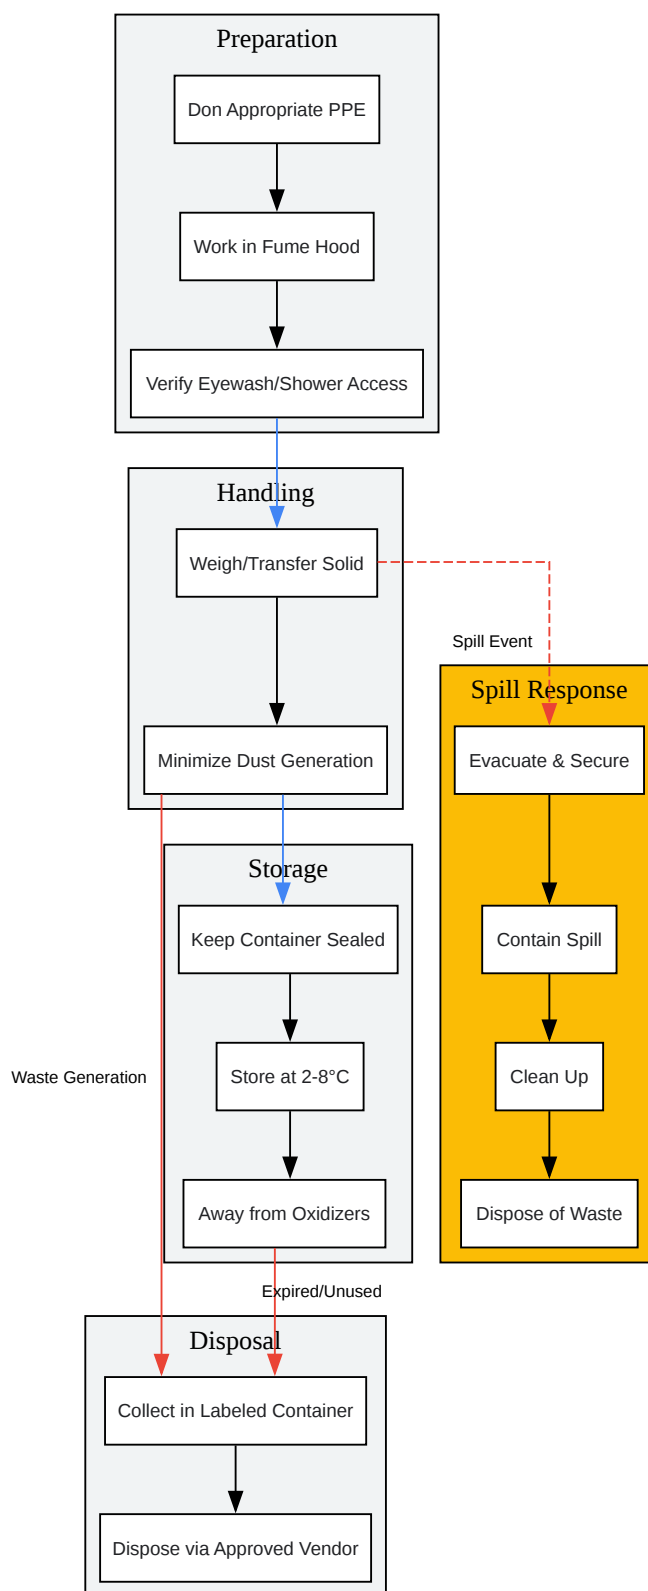 Preparation
Don Appropriate PPE
Work in Fume Hood
Verify Eyewash/Shower Access
Handling
Weigh/Transfer Solid
Spill Event
Spill Response
Minimize Dust Generation
Evacuate & Secure
Storage
Keep Container Sealed
Contain Spill
Waste Generation
Store at 2-8°C
Clean Up
Away from Oxidizers
Dispose of Waste
Expired/Unused
Disposal
Collect in Labeled Container
Dispose via Approved Vendor